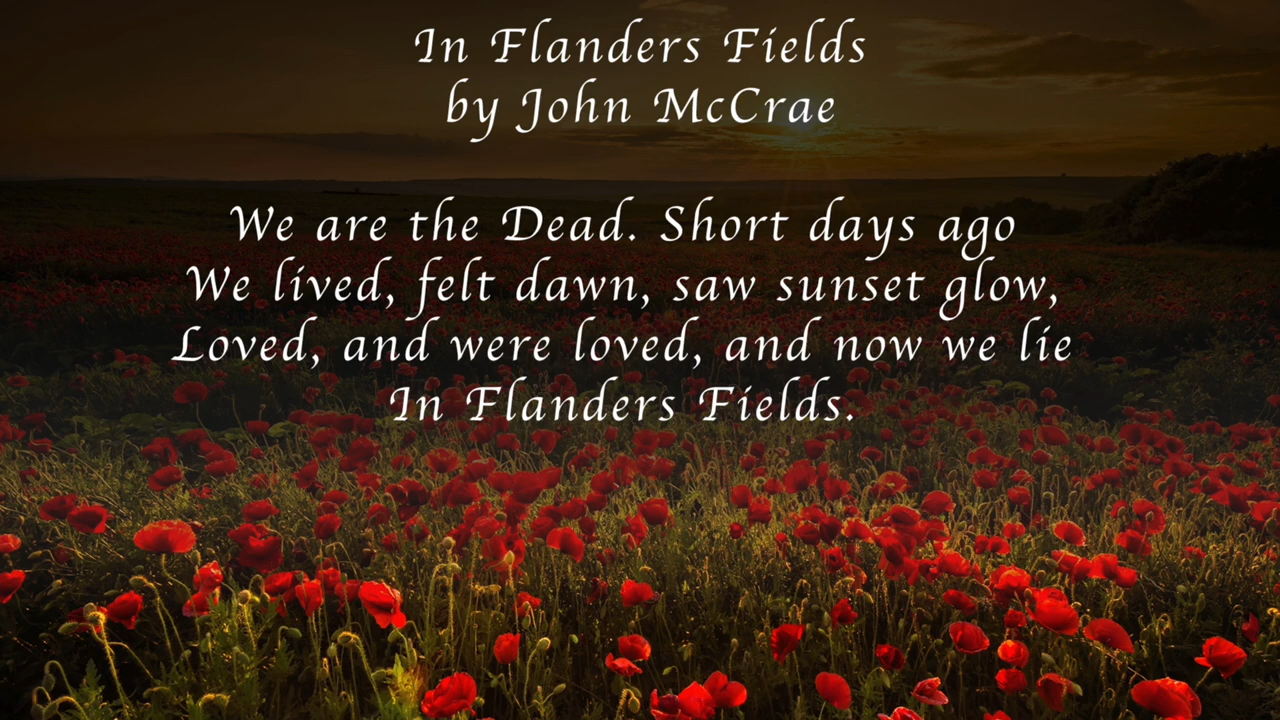 In Flanders Fields
by John McCrae
We are the Dead. Short days ago
We lived, felt dawn, saw sunset glow,
Loved, and were loved, and now we lie
In Flanders Fields.